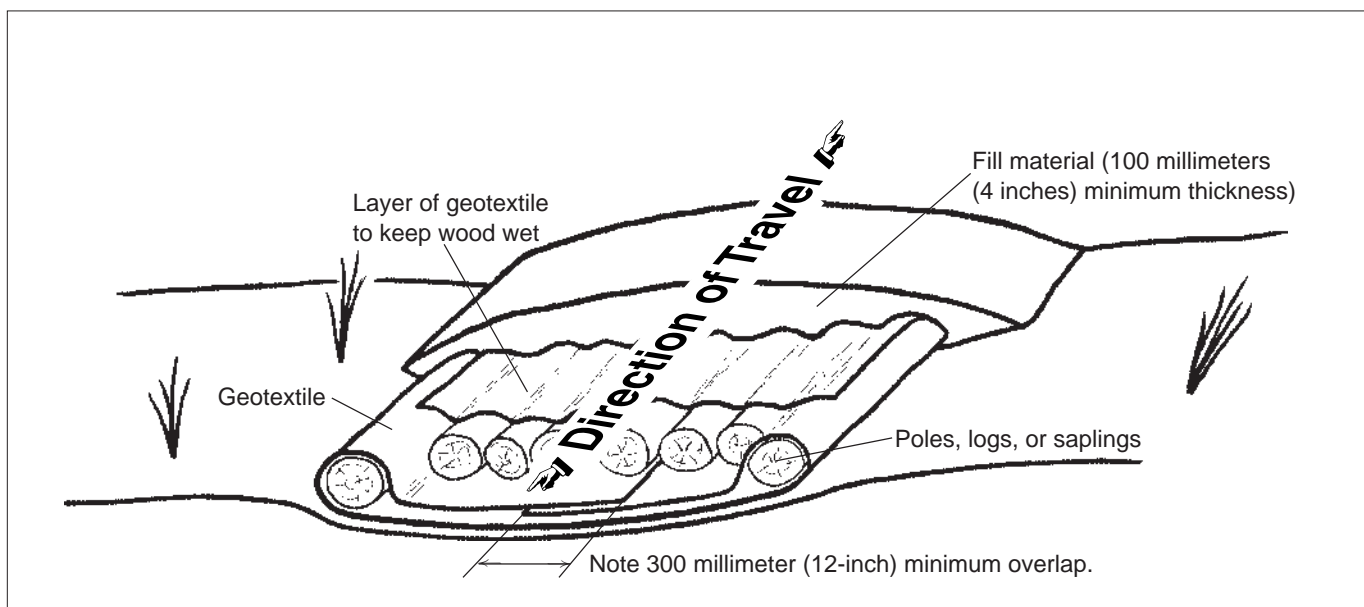 Fill material (100 millimeters
(4 inches) minimum thickness)
Layer of geotextile
to keep wood wet
Direction of Travel
Geotextile
Poles, logs, or saplings
Note 300 millimeter (12-inch) minimum overlap.